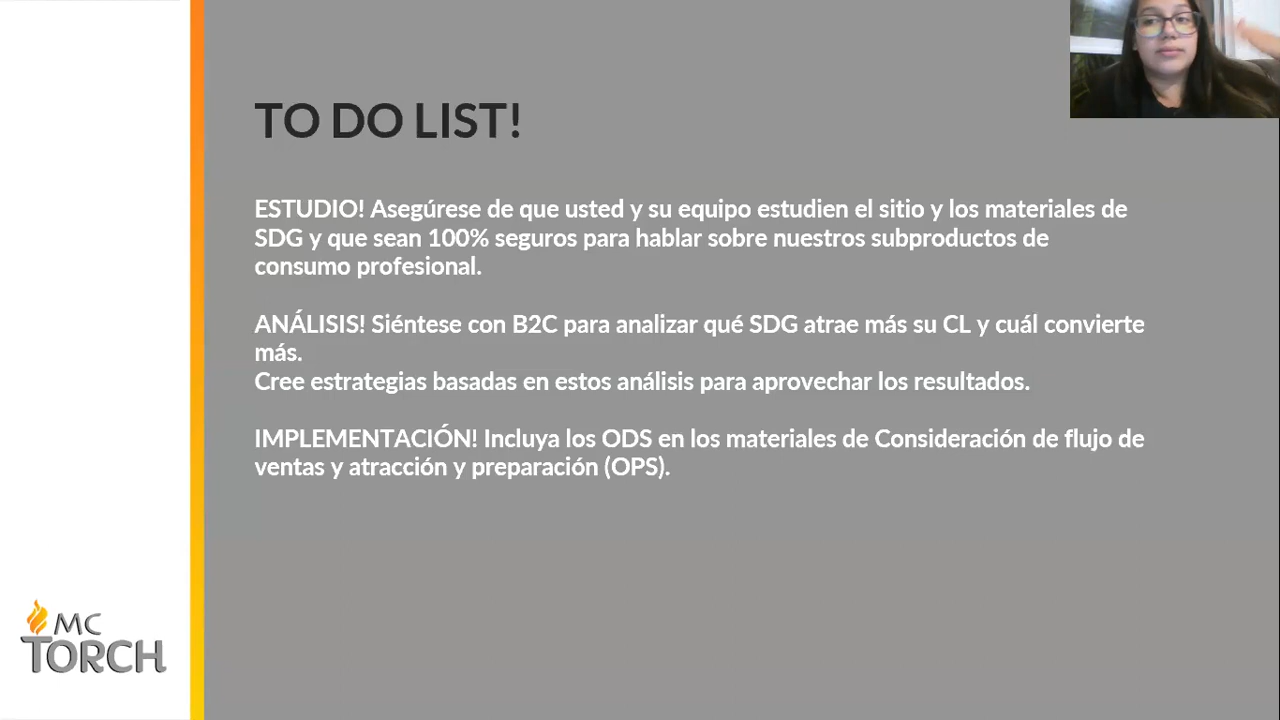 TO DO LIST!
ESTUDIO! Asegúrese de que usted y su equipo estudien el sitio y los materiales de
SDG y que sean 100% seguros para hablar sobre nuestros subproductos de
consumo profesional.
ANÁLISIS! Siéntese con B2C para analizar qué SDG atrae más su CL y cuál convierte
más.
Cree estrategias basadas en estos análisis para aprovechar los resultados.
IMPLEMENTACIÓN! Incluya los ODS en los materiales de Consideración de flujo de
ventas y atracción y preparación (OPS).
MC
TORCH